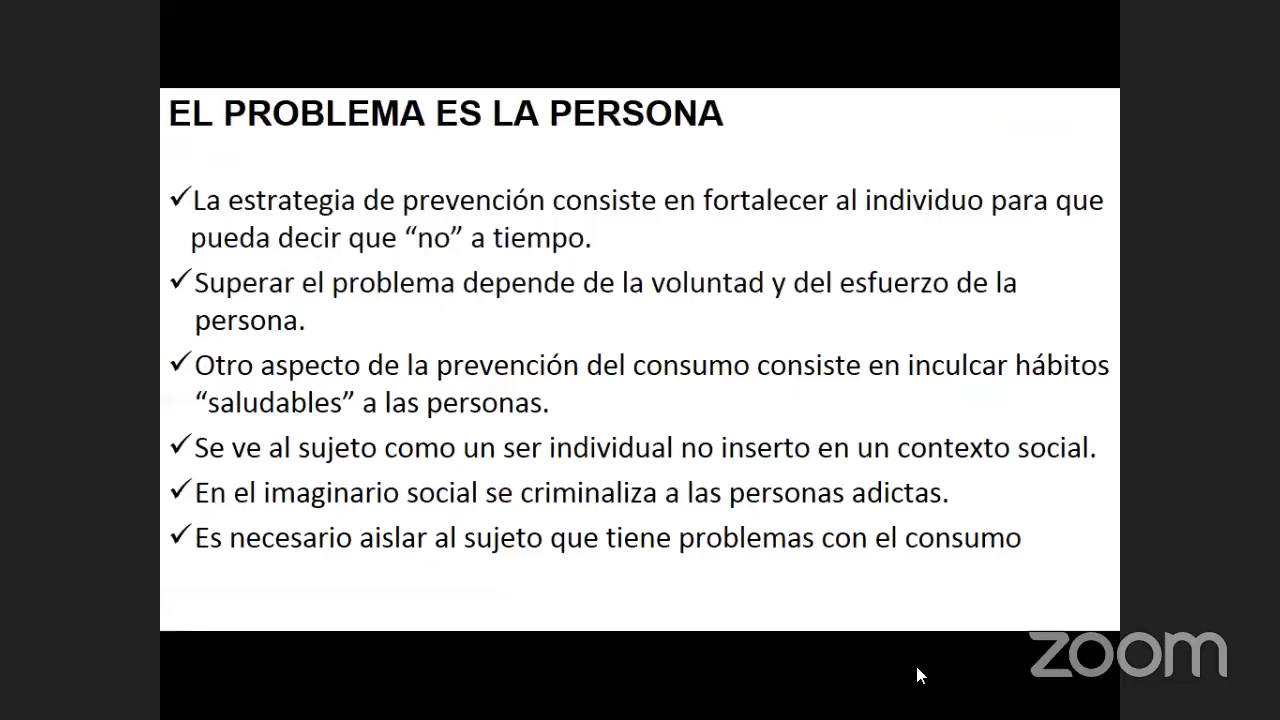 EL PROBLEMA ES LA PERSONA
✓La estrategia de prevención consiste en fortalecer al individuo para que
pueda decir que “no” a tiempo.
✓Superar el problema depende de la voluntad y del esfuerzo de la
persona.
✓Otro aspecto de la prevención del consumo consiste en inculcar hábitos
“saludables” a las personas.
✓Se ve al sujeto como un ser individual no inserto en un contexto social.
✓En el imaginario social se criminaliza a las personas adictas.
✓Es necesario aislar al sujeto que tiene problemas con el consumo
zoom